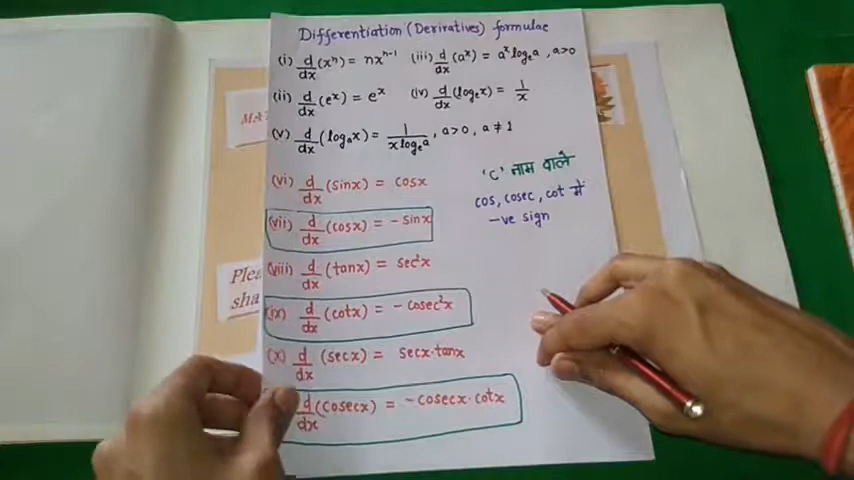 Differentiation (Derivatives) formulae
(i) d/dx (xⁿ) = nxⁿ⁻¹ (iii) d/dx (aˣ) = aˣ logₑa , a>0
(ii) d/dx (eˣ) = eˣ (iv) d/dx (logₑx) = 1/x
(v) d/dx (logₐx) = 1/(x logₑa) , a>0, a ≠ 1
(vi) d/dx (sinx) = cosx
'C' नाम वाले
cos, cosec, cot में
-ve sign
(vii) d/dx (cosx) = - sinx
(viii) d/dx (tanx) = sec²x
(ix) d/dx (cotx) = - cosec²x
(x) d/dx (secx) = secx·tanx
d/dx (cosecx) = - cosecx·cotx
Plea
sha